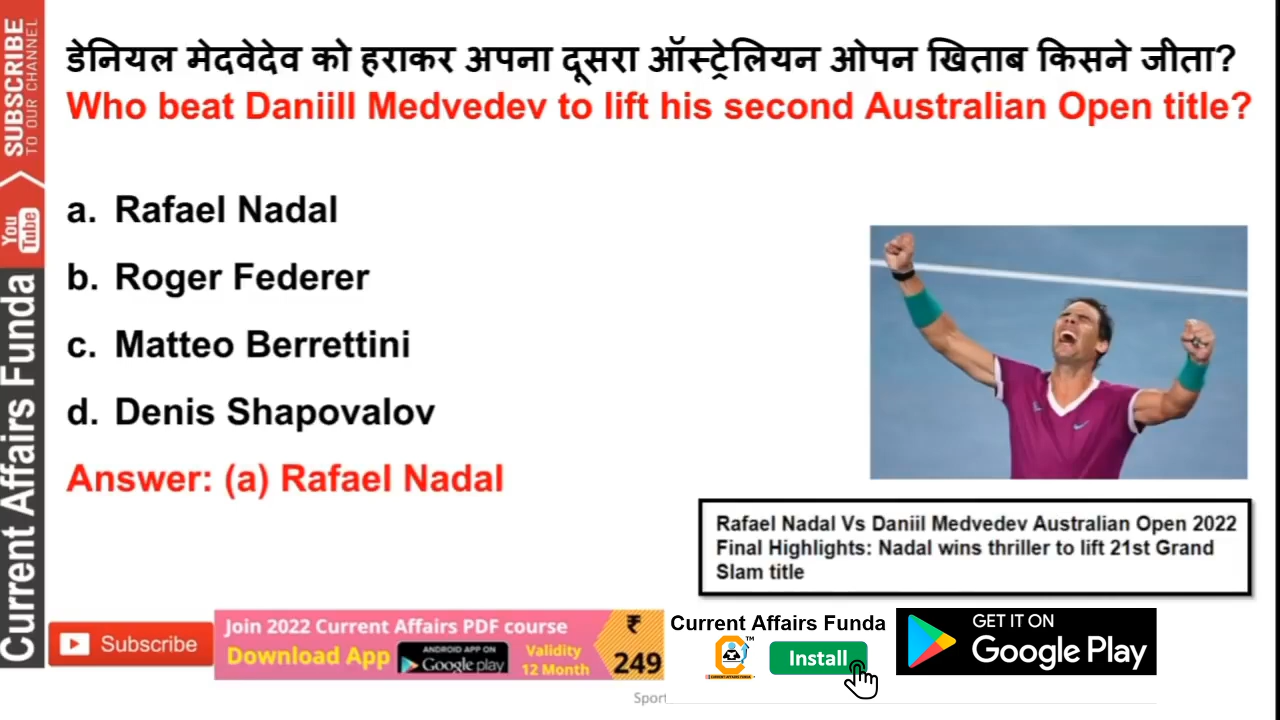 डेनियल मेदवेदेव को हराकर अपना दूसरा ऑस्ट्रेलियन ओपन खिताब किसने जीता?
Who beat Daniill Medvedev to lift his second Australian Open title?
a. Rafael Nadal
b. Roger Federer
c. Matteo Berrettini
d. Denis Shapovalov
Answer: (a) Rafael Nadal
Rafael Nadal Vs Daniil Medvedev Australian Open 2022
Final Highlights: Nadal wins thriller to lift 21st Grand
Slam title
SUBSCRIBE
TO OUR CHANNEL
You
Tube
Current Affairs Funda
Subscribe
Join 2022 Current Affairs PDF course
Download App
ANDROID APP ON
Google play
Validity
12 Month
₹
249
Current Affairs Funda
TM
Install
GET IT ON
Google Play
Sport